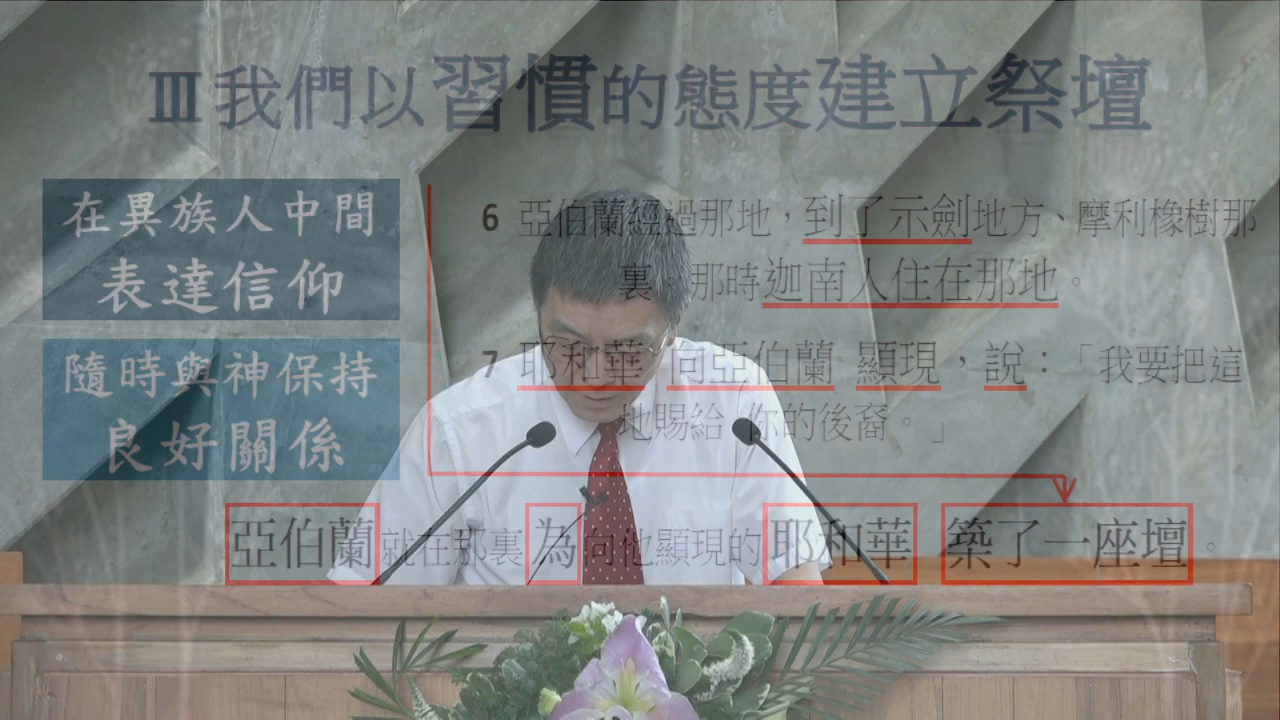 Ⅲ我們以習慣的態度建立祭壇
在異族人中間
表達信仰
隨時與神保持
良好關係
6 亞伯蘭經過那地，到了示劍地方、摩利橡樹那
裏。那時迦南人住在那地。
7 耶和華 向亞伯蘭 顯現，說：「我要把這
地賜給 你的後裔。」
亞伯蘭就在那裏為向他顯現的耶和華 築了一座壇。